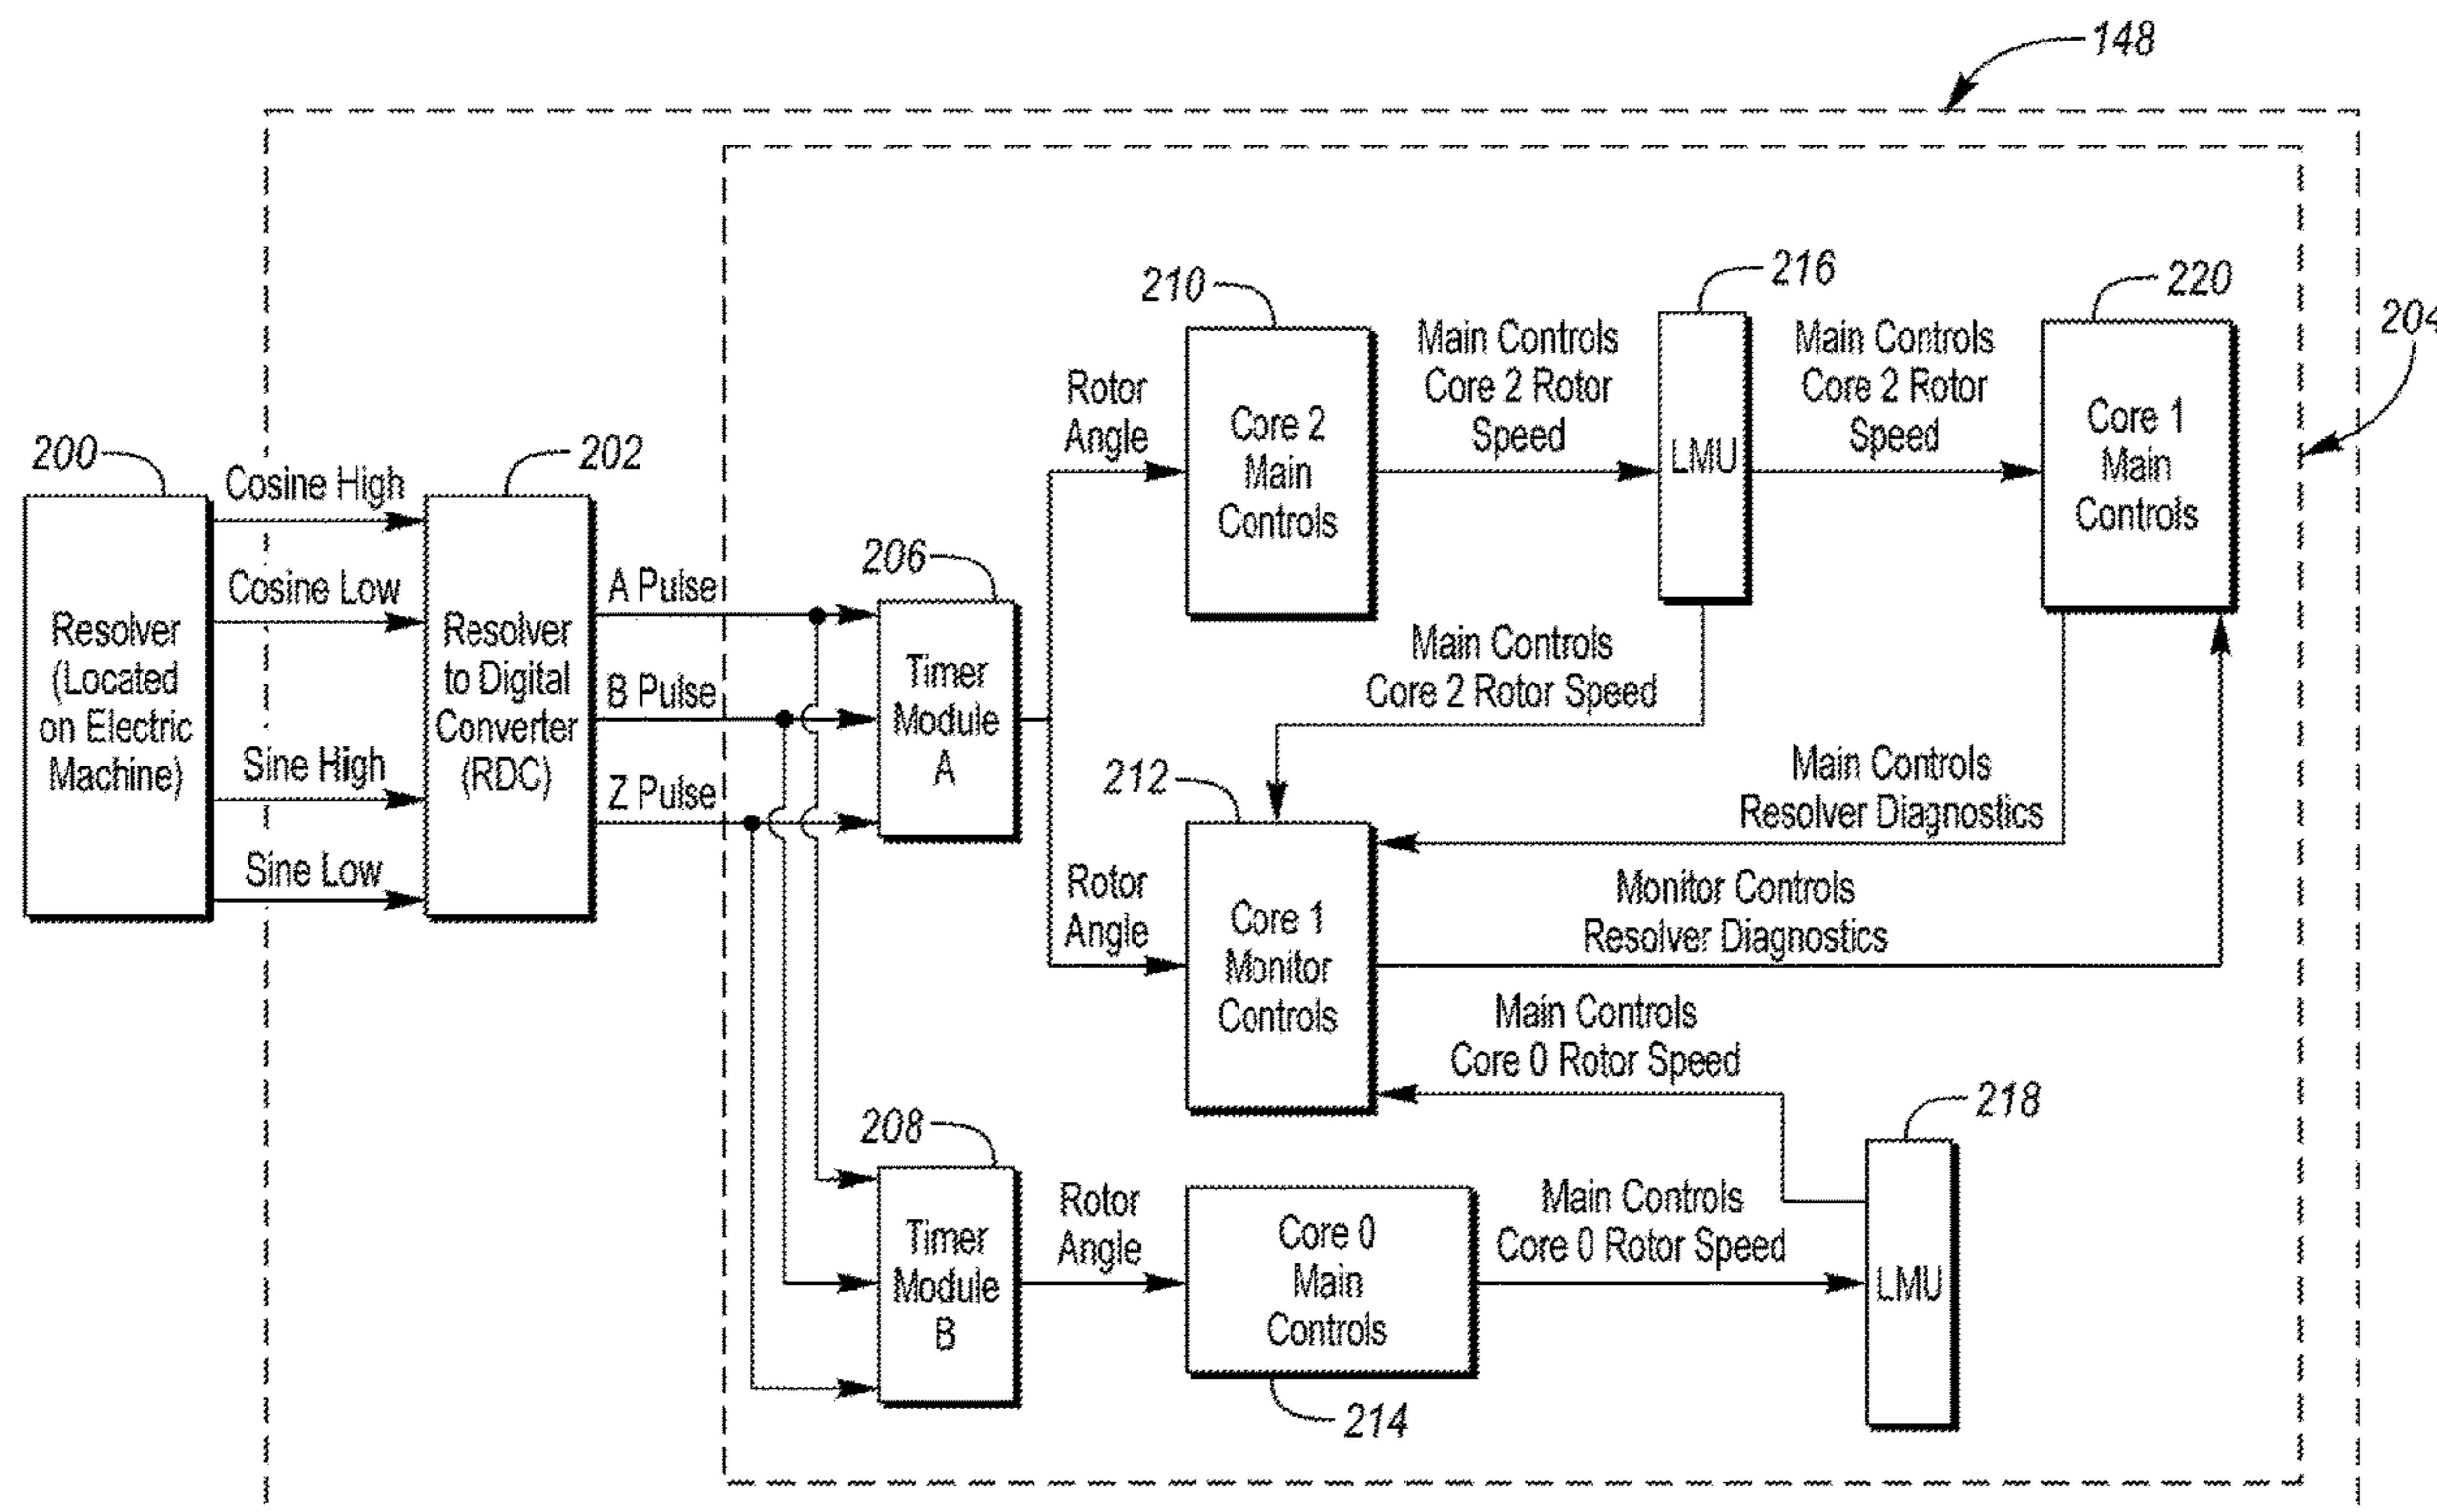 148
210
216
220
204
Main Controls
Core 2 Rotor
Speed
Main Controls
Core 2 Rotor
Speed
Rotor
Angle
Core 2
Main
Controls
LMU
Core 1
Main
Controls
200
202
Cosine High
Cosine Low
Sine High
Sine Low
Resolver
(Located
on Electric
Machine)
Resolver
to Digital
Converter
(RDC)
A Pulse
B Pulse
Z Pulse
206
Timer
Module
A
Main Controls
Core 2 Rotor Speed
212
Main Controls
Resolver Diagnostics
Rotor
Angle
Core 1
Monitor
Controls
Monitor Controls
Resolver Diagnostics
Main Controls
Core 0 Rotor Speed
218
208
Timer
Module
B
Rotor
Angle
Core 0
Main
Controls
Main Controls
Core 0 Rotor Speed
LMU
214